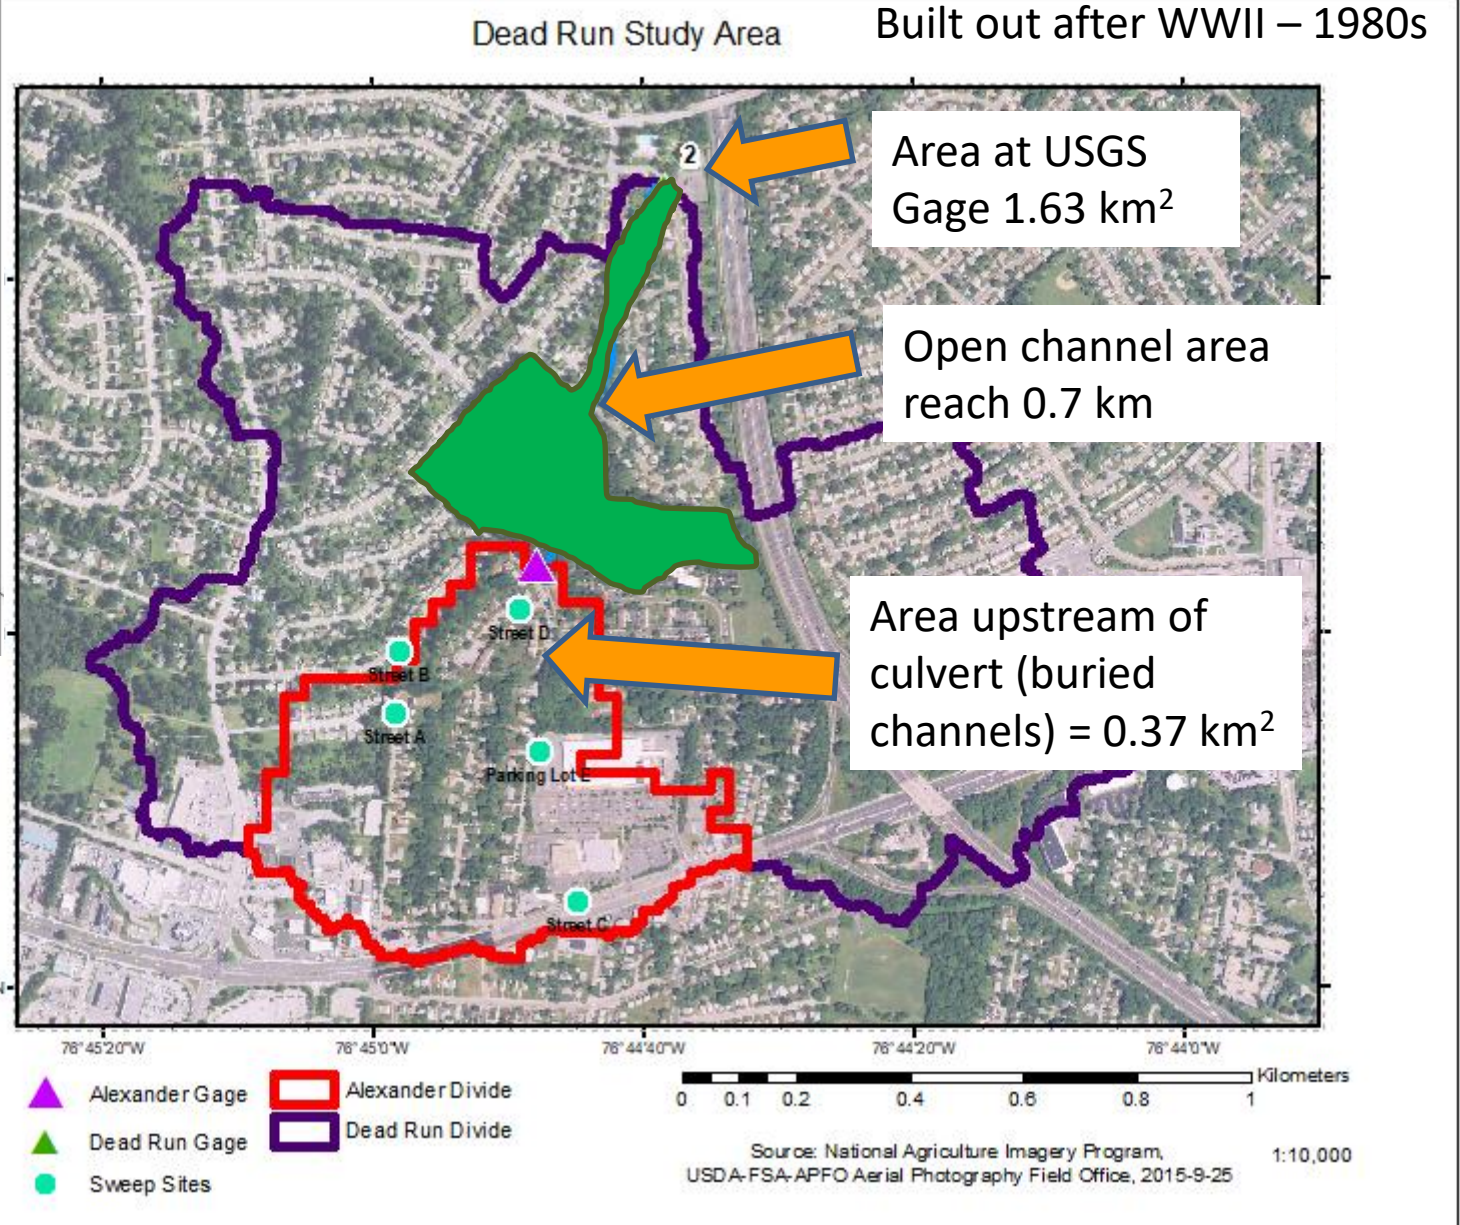 Built out after WWII – 1980s
Dead Run Study Area
2
Area at USGS
Gage 1.63 km²
Open channel area
reach 0.7 km
Area upstream of
culvert (buried
channels) = 0.37 km²
Street D
Street B
Street A
Parking Lot E
Street C
76°45'20"W
76°45'0"W
76°44'40"W
76°44'20"W
76°44'0"W
Alexander Gage
Alexander Divide
Dead Run Gage
Dead Run Divide
Sweep Sites
Kilometers
0 0.1 0.2 0.4 0.6 0.8 1
Source: National Agriculture Imagery Program,
USDA-FSA-APFO Aerial Photography Field Office, 2015-9-25
1:10,000